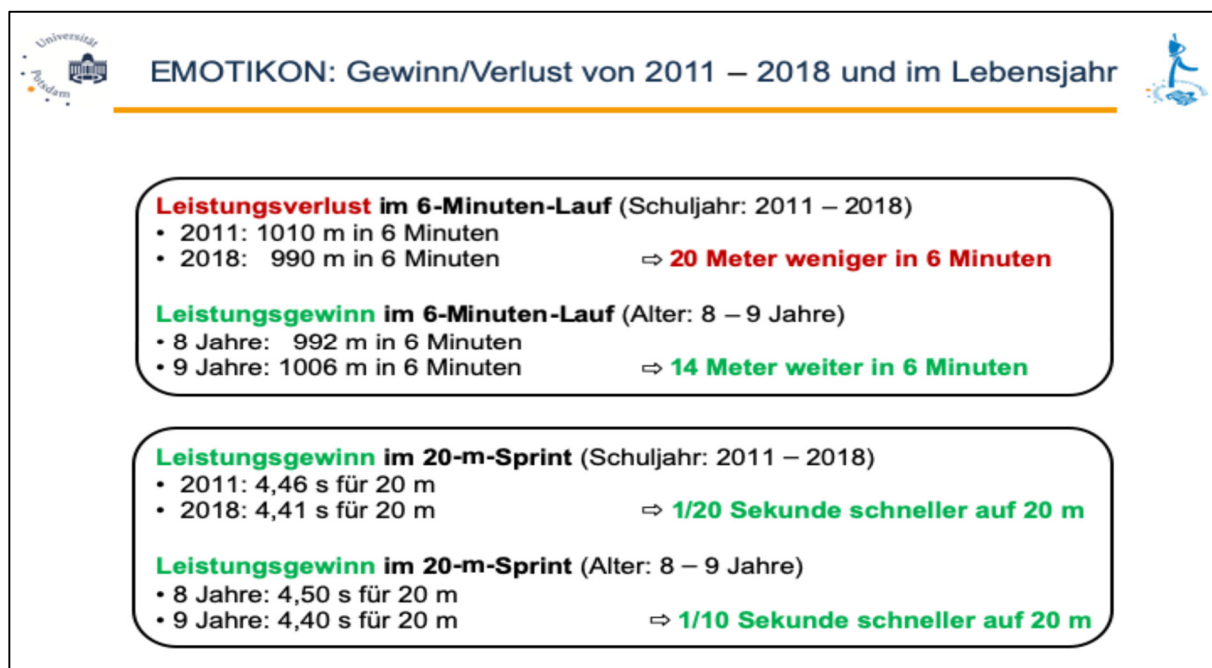 Universität
Potsdam
EMOTIKON: Gewinn/Verlust von 2011 – 2018 und im Lebensjahr
Leistungsverlust im 6-Minuten-Lauf (Schuljahr: 2011 – 2018)
• 2011: 1010 m in 6 Minuten
• 2018: 990 m in 6 Minuten ⇨ 20 Meter weniger in 6 Minuten
Leistungsgewinn im 6-Minuten-Lauf (Alter: 8 – 9 Jahre)
• 8 Jahre: 992 m in 6 Minuten
• 9 Jahre: 1006 m in 6 Minuten ⇨ 14 Meter weiter in 6 Minuten
Leistungsgewinn im 20-m-Sprint (Schuljahr: 2011 – 2018)
• 2011: 4,46 s für 20 m
• 2018: 4,41 s für 20 m ⇨ 1/20 Sekunde schneller auf 20 m
Leistungsgewinn im 20-m-Sprint (Alter: 8 – 9 Jahre)
• 8 Jahre: 4,50 s für 20 m
• 9 Jahre: 4,40 s für 20 m ⇨ 1/10 Sekunde schneller auf 20 m